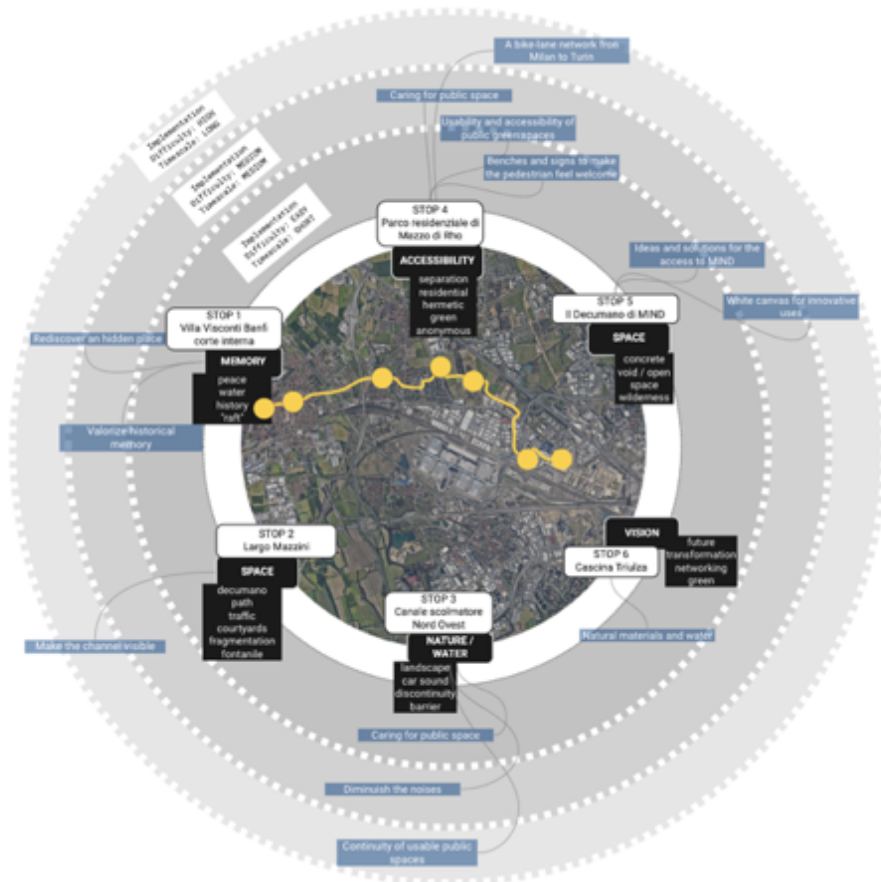 A bike lane network from
Milan to Turin
Caring for public space
Usability and accessibility of
public green spaces
Benches and signs to make
the pedestrian feel welcome
Implementation
Difficulty: HIGH
Timescale: LONG
Implementation
Difficulty: MEDIUM
Timescale: MEDIUM
Implementation
Difficulty: EASY
Timescale: SHORT
STOP 4
Parco residenziale di
Mazzo di Rho
ACCESSIBILITY
separation
residential
hermetic
green
anonymous
Ideas and solutions for the
access to MIND
White canvas for innovative
uses
STOP 5
Il Decumano di MIND
SPACE
concrete
void / open
space
wilderness
STOP 1
Villa Visconti Banfi
corte interna
MEMORY
peace
water
history
"raft"
Rediscover an hidden place
Valorize historical
memory
STOP 2
Largo Mazzini
SPACE
decumano
path
traffic
courtyards
fragmentation
fontanile
Make the channel visible
STOP 3
Canale scolmatore
Nord Ovest
NATURE /
WATER
landscape
car sound
discontinuity
barrier
VISION
future
transformation
networking
green
STOP 6
Cascina Triulza
Natural materials and water
Caring for public space
Diminuish the noises
Continuity of usable public
spaces